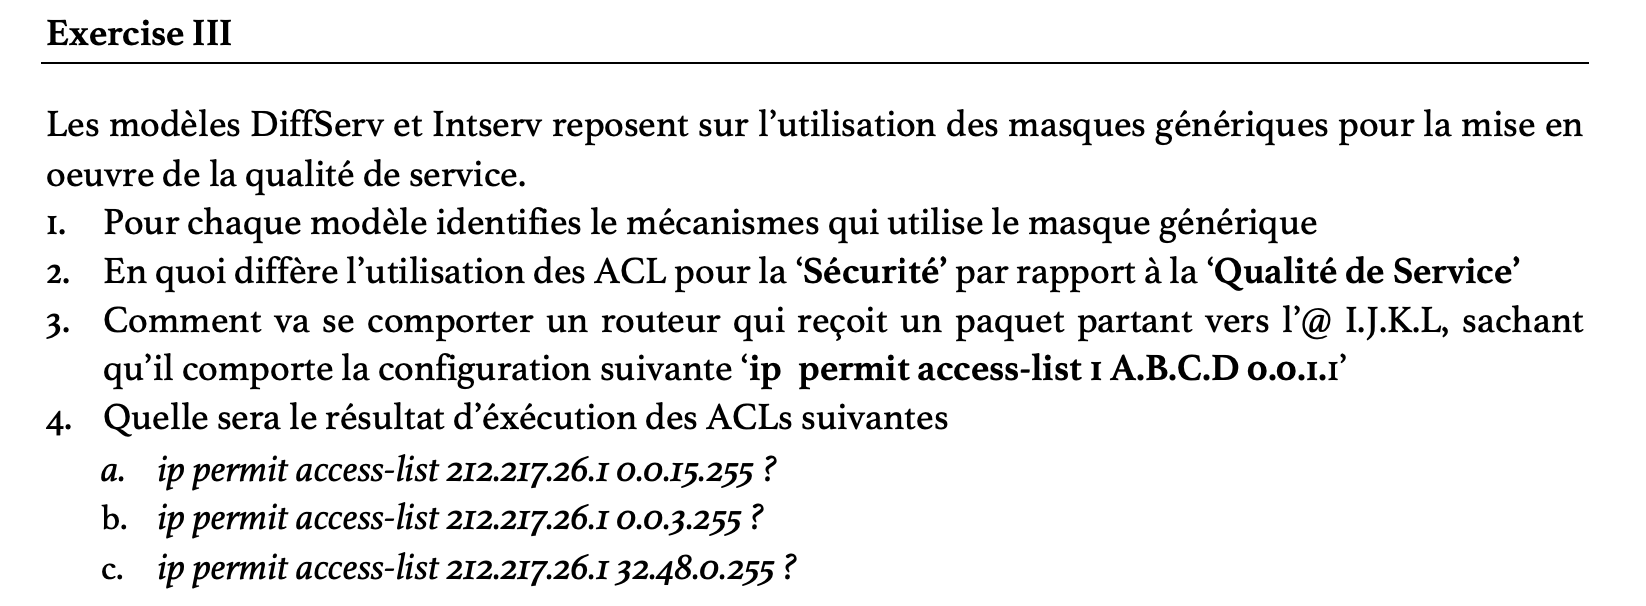 Exercise III
Les modèles DiffServ et Intserv reposent sur l'utilisation des masques génériques pour la mise en
oeuvre de la qualité de service.
1. Pour chaque modèle identifies le mécanismes qui utilise le masque générique
2. En quoi diffère l'utilisation des ACL pour la ‘Sécurité’ par rapport à la ‘Qualité de Service’
3. Comment va se comporter un routeur qui reçoit un paquet partant vers l'@ I.J.K.L, sachant
qu'il comporte la configuration suivante ‘ip permit access-list 1 A.B.C.D 0.0.1.1’
4. Quelle sera le résultat d'éxécution des ACLs suivantes
a. ip permit access-list 212.217.26.1 0.0.15.255 ?
b. ip permit access-list 212.217.26.1 0.0.3.255 ?
c. ip permit access-list 212.217.26.1 32.48.0.255 ?